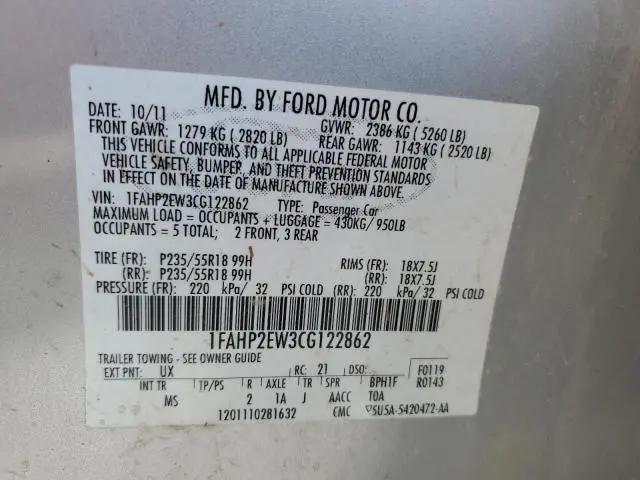 MFD. BY FORD MOTOR CO.
DATE: 10/11 GVWR: 2386 KG ( 5260 LB)
FRONT GAWR: 1279 KG ( 2820 LB) REAR GAWR: 1143 KG ( 2520 LB)
THIS VEHICLE CONFORMS TO ALL APPLICABLE FEDERAL MOTOR
VEHICLE SAFETY, BUMPER, AND THEFT PREVENTION STANDARDS
IN EFFECT ON THE DATE OF MANUFACTURE SHOWN ABOVE.
VIN: 1FAHP2EW3CG122862 TYPE: Passenger Car
MAXIMUM LOAD = OCCUPANTS + LUGGAGE = 430KG/ 950LB
OCCUPANTS = 5 TOTAL; 2 FRONT, 3 REAR
TIRE (FR): P235/55R18 99H RIMS (FR): 18X7.5J
(RR): P235/55R18 99H (RR): 18X7.5J
PRESSURE (FR): 220 kPa/ 32 PSI COLD (RR): 220 kPa/ 32 PSI COLD
1FAHP2EW3CG122862
TRAILER TOWING - SEE OWNER GUIDE
EXT PNT: UX RC: 21 DSO: F0119
INT TR TP/PS R AXLE TR SPR BPH1F R0143
MS 2 1A J AACC TOA
1201110281632 CMC 5U5A-5420472-AA